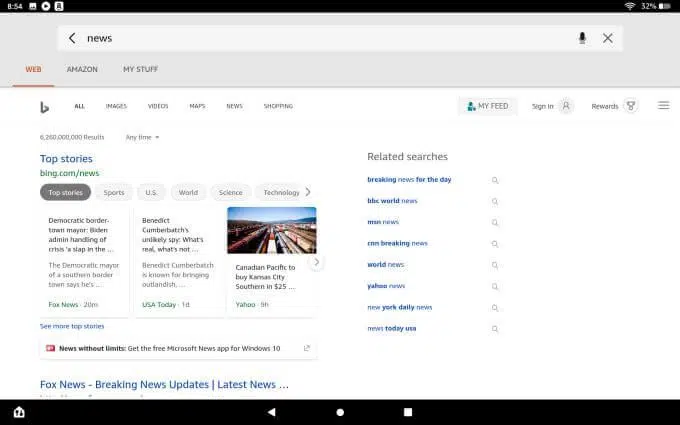 8:54
32%
news
WEB
AMAZON
MY STUFF
ALL
IMAGES
VIDEOS
MAPS
NEWS
SHOPPING
MY FEED
Sign in
Rewards
6,260,000,000 Results
Any time
Top stories
bing.com/news
Top stories
Sports
U.S.
World
Science
Technology
Democratic border-
town mayor: Biden
admin handling of
crisis 'a slap in the ...
The Democratic mayor
of a southern border
town says he's ...
Fox News · 20m
Benedict
Cumberbatch's
unlikely spy: What's
real, what's not ...
Benedict Cumberbatch
is known for bringing
outlandish, ...
USA Today · 1d
Canadian Pacific to
buy Kansas City
Southern in $25 ...
Yahoo · 9h
See more top stories
News without limits: Get the free Microsoft News app for Windows 10
Fox News - Breaking News Updates | Latest News ...
Related searches
breaking news for the day
bbc world news
msn news
cnn breaking news
world news
yahoo news
new york daily news
news today usa